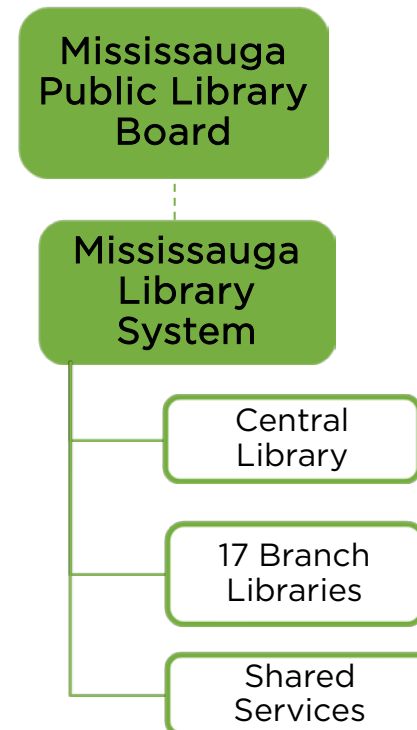 Mississauga
Public Library
Board
Mississauga
Library
System
Central
Library
17 Branch
Libraries
Shared
Services